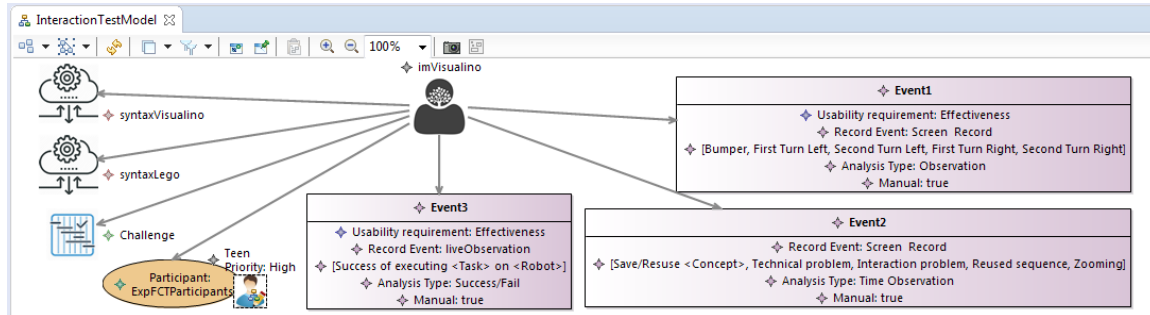 InteractionTestModel
100%
imVisualino
syntaxVisualino
syntaxLego
Challenge
Teen
Priority: High
Participant:
ExpFCTParticipants
Event1
Usability requirement: Effectiveness
Record Event: Screen Record
[Bumper, First Turn Left, Second Turn Left, First Turn Right, Second Turn Right]
Analysis Type: Observation
Manual: true
Event3
Usability requirement: Effectiveness
Record Event: liveObservation
[Success of executing <Task> on <Robot>]
Analysis Type: Success/Fail
Manual: true
Event2
Record Event: Screen Record
[Save/Resuse <Concept>, Technical problem, Interaction problem, Reused sequence, Zooming]
Analysis Type: Time Observation
Manual: true